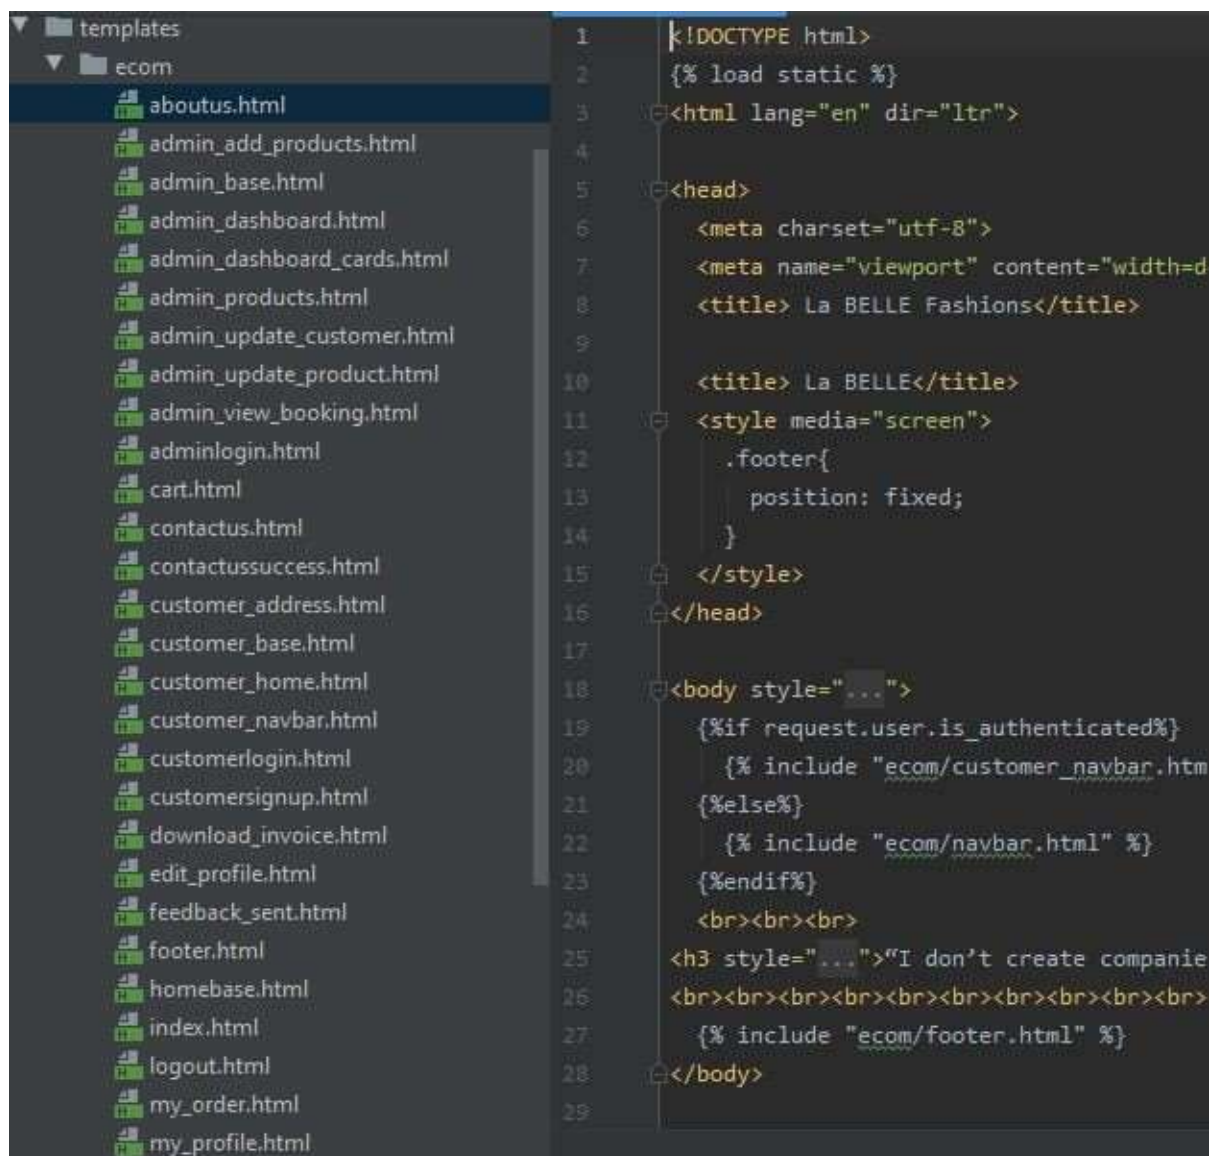 templates
ecom
aboutus.html
admin_add_products.html
admin_base.html
admin_dashboard.html
admin_dashboard_cards.html
admin_products.html
admin_update_customer.html
admin_update_product.html
admin_view_booking.html
adminlogin.html
cart.html
contactus.html
contactussuccess.html
customer_address.html
customer_base.html
customer_home.html
customer_navbar.html
customerlogin.html
customersignup.html
download_invoice.html
edit_profile.html
feedback_sent.html
footer.html
homebase.html
index.html
logout.html
my_order.html
my_profile.html
1 <!DOCTYPE html>
2 {% load static %}
3 <html lang="en" dir="ltr">
4
5 <head>
6 <meta charset="utf-8">
7 <meta name="viewport" content="width=d
8 <title> La BELLE Fashions</title>
9
10 <title> La BELLE</title>
11 <style media="screen">
12 .footer{
13 position: fixed;
14 }
15 </style>
16 </head>
17
18 <body style="...">
19 {%if request.user.is_authenticated%}
20 {% include "ecom/customer_navbar.htm
21 {%else%}
22 {% include "ecom/navbar.html" %}
23 {%endif%}
24 <br><br><br>
25 <h3 style="...">“I don’t create companie
26 <br><br><br><br><br><br><br><br><br><br>
27 {% include "ecom/footer.html" %}
28 </body>
29